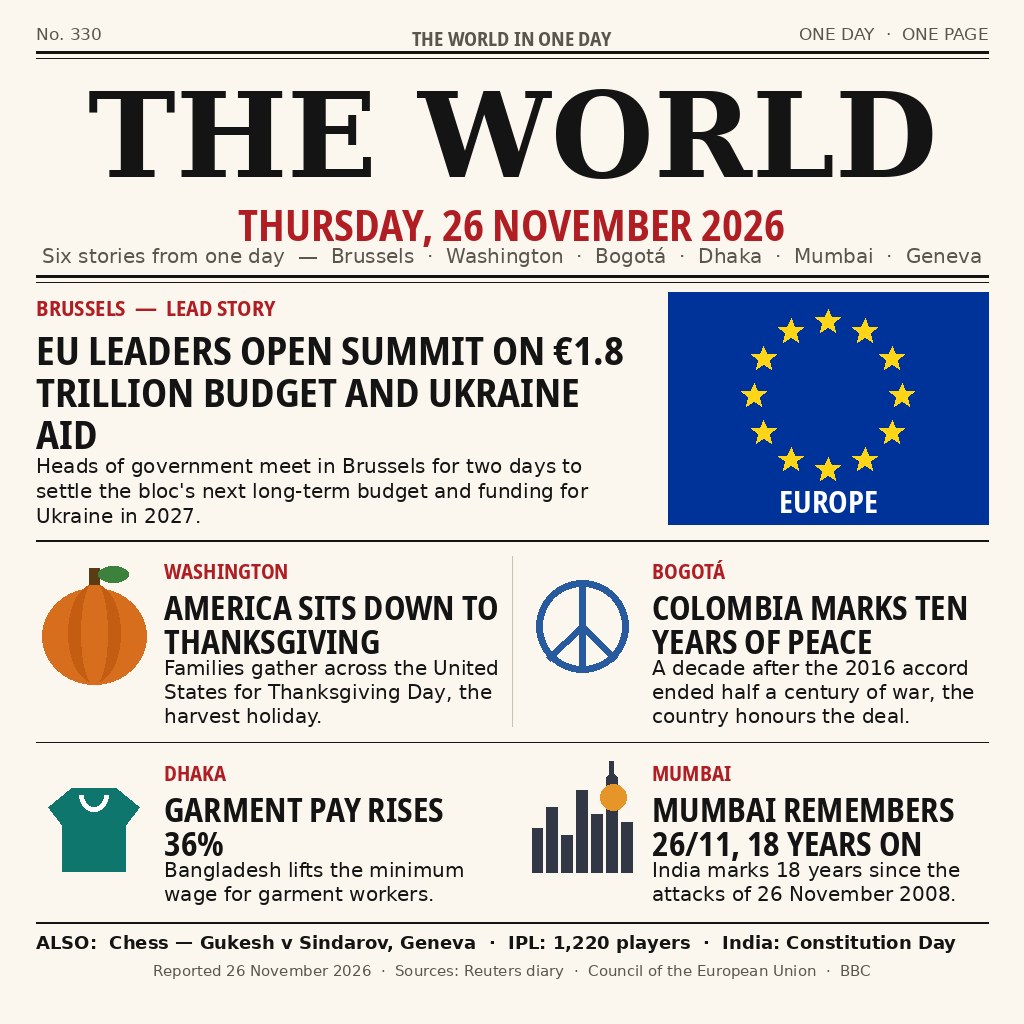 No. 330
THE WORLD IN ONE DAY
ONE DAY · ONE PAGE
THE WORLD
THURSDAY, 26 NOVEMBER 2026
Six stories from one day — Brussels · Washington · Bogotá · Dhaka · Mumbai · Geneva
BRUSSELS — LEAD STORY
EU LEADERS OPEN SUMMIT ON €1.8
TRILLION BUDGET AND UKRAINE
AID
Heads of government meet in Brussels for two days to
settle the bloc's next long-term budget and funding for
Ukraine in 2027.
EUROPE
WASHINGTON
AMERICA SITS DOWN TO
THANKSGIVING
Families gather across the United
States for Thanksgiving Day, the
harvest holiday.
BOGOTÁ
COLOMBIA MARKS TEN
YEARS OF PEACE
A decade after the 2016 accord
ended half a century of war, the
country honours the deal.
DHAKA
GARMENT PAY RISES
36%
Bangladesh lifts the minimum
wage for garment workers.
MUMBAI
MUMBAI REMEMBERS
26/11, 18 YEARS ON
India marks 18 years since the
attacks of 26 November 2008.
ALSO: Chess — Gukesh v Sindarov, Geneva · IPL: 1,220 players · India: Constitution Day
Reported 26 November 2026 · Sources: Reuters diary · Council of the European Union · BBC